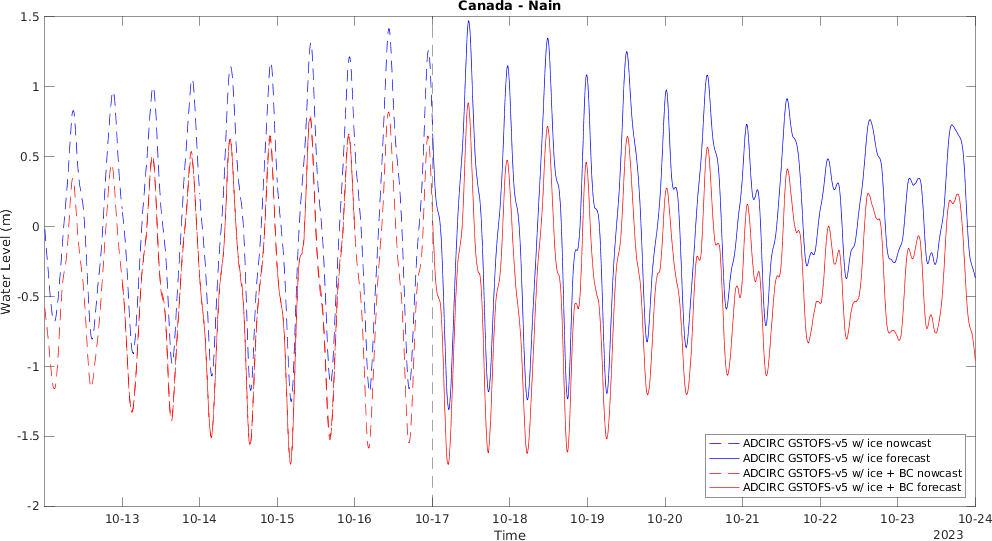 Canada - Nain
1.5
1
0.5
0
-0.5
-1
-1.5
-2
Water Level (m)
ADCIRC GSTOFS-v5 w/ ice nowcast
ADCIRC GSTOFS-v5 w/ ice forecast
ADCIRC GSTOFS-v5 w/ ice + BC nowcast
ADCIRC GSTOFS-v5 w/ ice + BC forecast
10-13 10-14 10-15 10-16 10-17 10-18 10-19 10-20 10-21 10-22 10-23 10-24
Time
2023